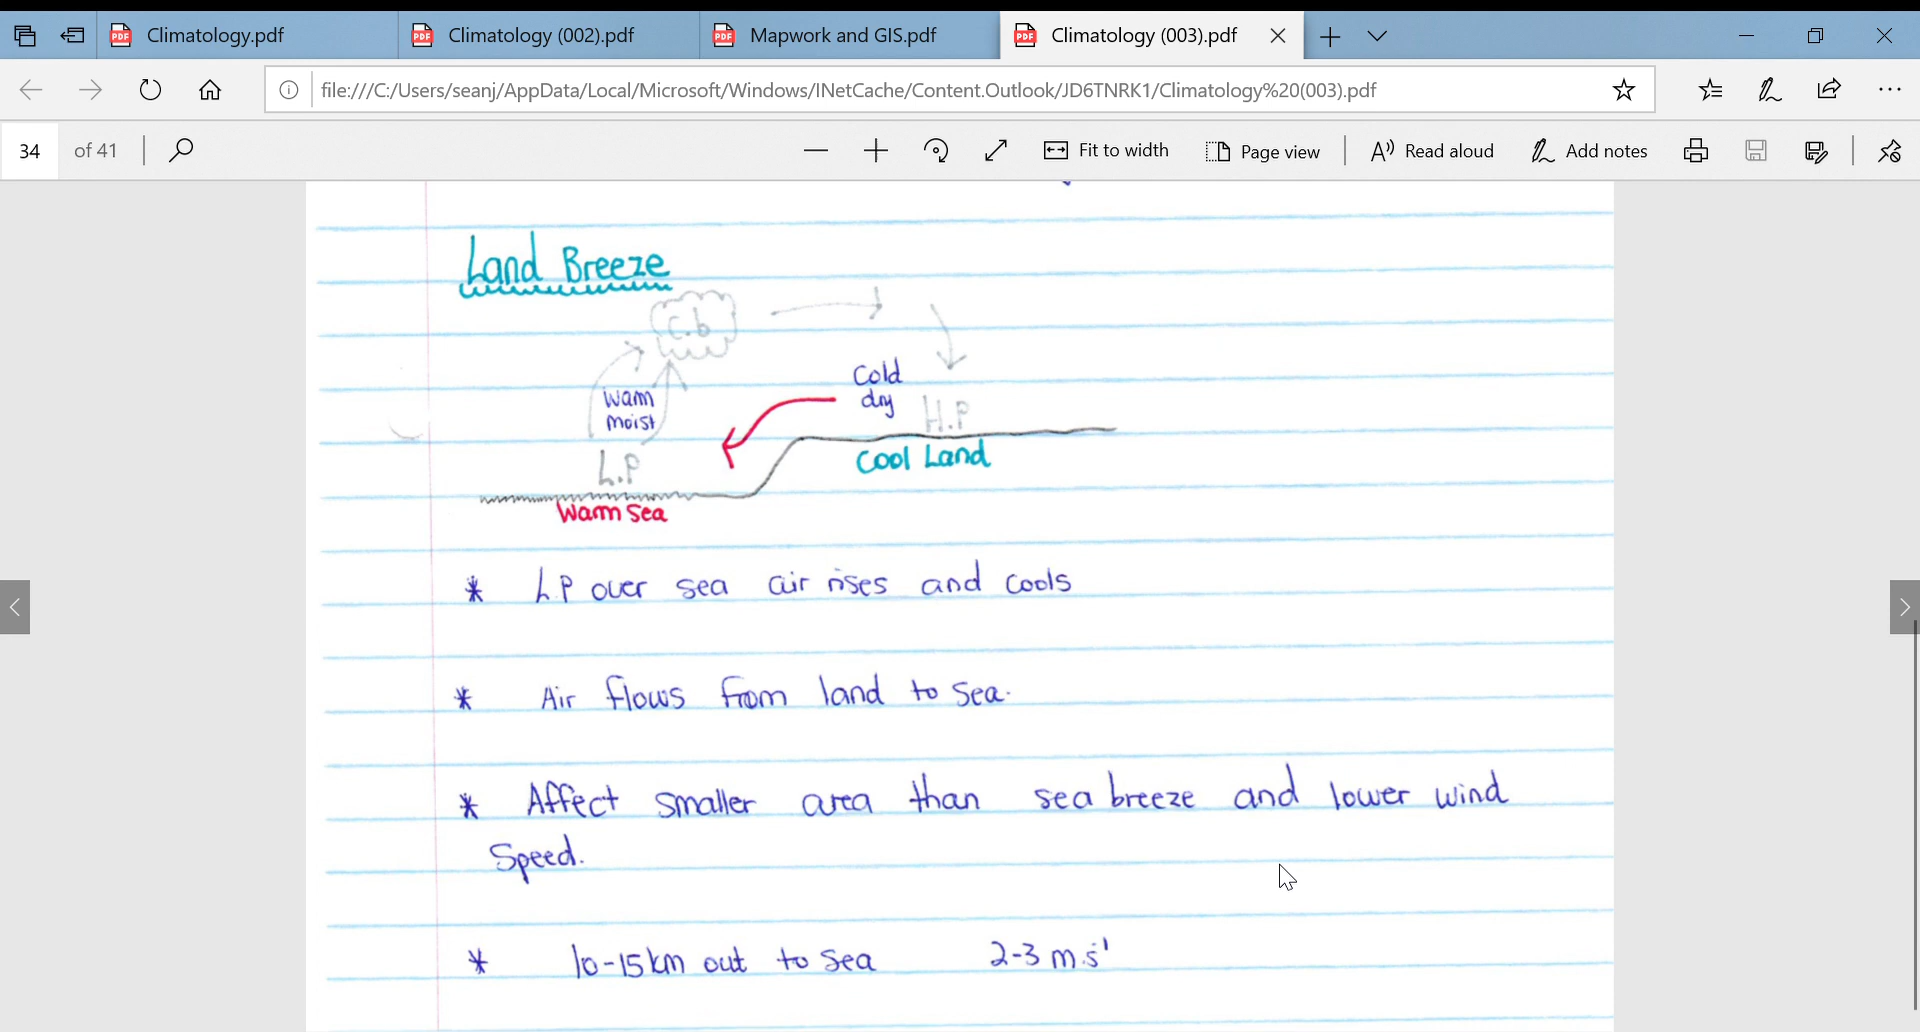 Climatology.pdf
Climatology (002).pdf
Mapwork and GIS.pdf
Climatology (003).pdf
file:///C:/Users/seanj/AppData/Local/Microsoft/Windows/INetCache/Content.Outlook/JD6TNRK1/Climatology%20(003).pdf
34 of 41
Fit to width
Page view
Read aloud
Add notes
Land Breeze
C.b
Cold
dry
Warm
moist
H.P
Cool Land
L.P
Warm Sea
* L.P over sea air rises and cools
* Air flows from land to sea.
* Affect smaller area than sea breeze and lower wind
Speed.
* 10-15km out to sea 2-3 m.s¹